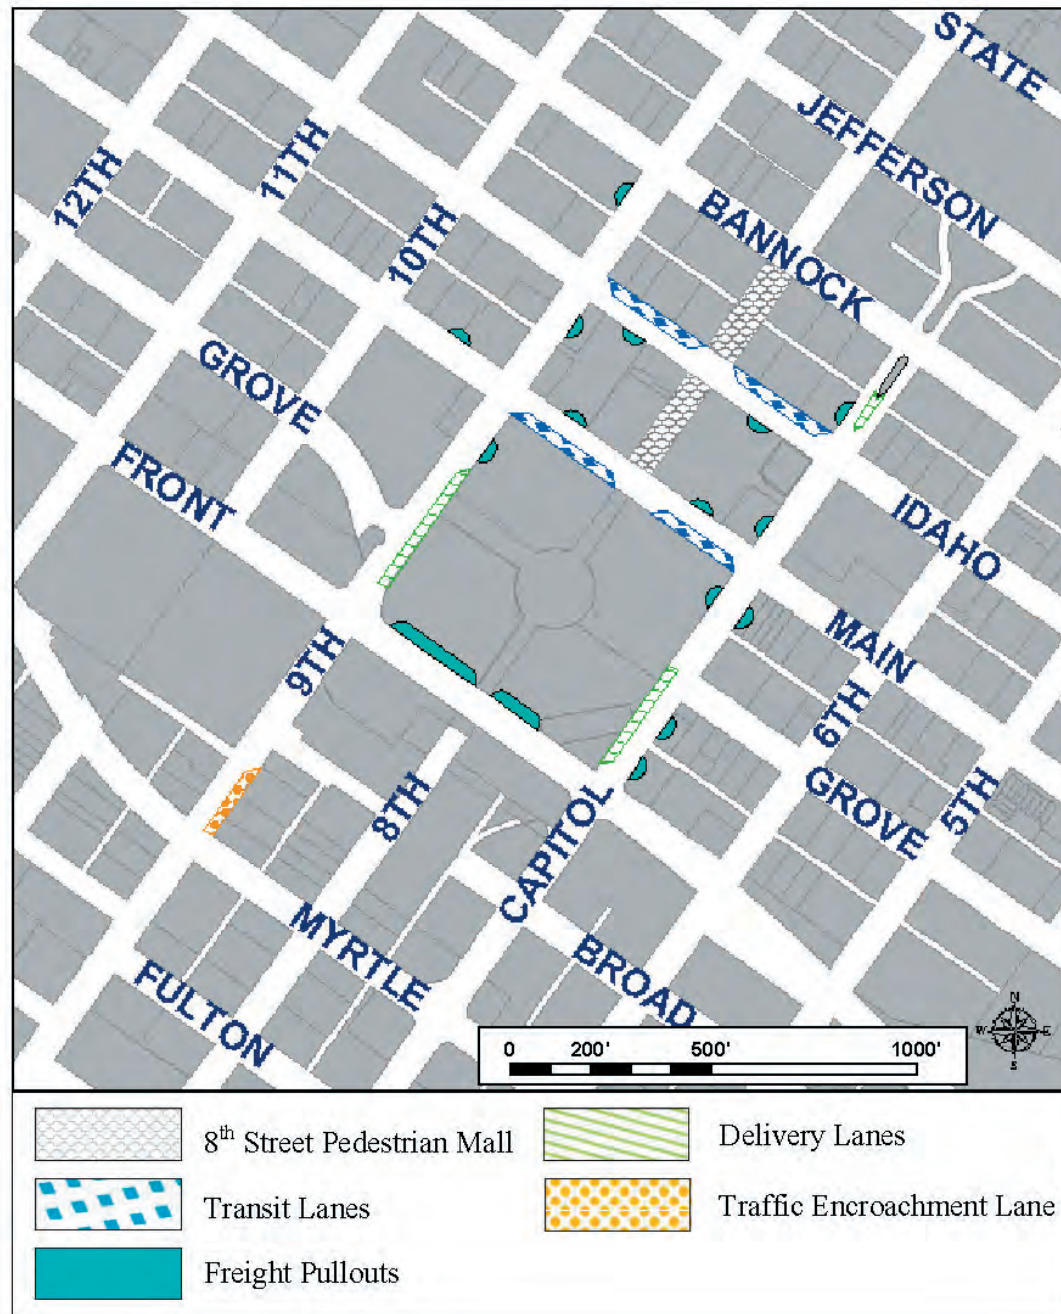 STATE
JEFFERSON
BANNOCK
12TH
11TH
10TH
GROVE
FRONT
IDAHO
MAIN
9TH
6TH
GROVE
5TH
8TH
CAPITOL
MYRTLE
BROAD
FULTON
N
W E
S
0 200' 500' 1000'
8th Street Pedestrian Mall
Delivery Lanes
Transit Lanes
Traffic Encroachment Lane
Freight Pullouts